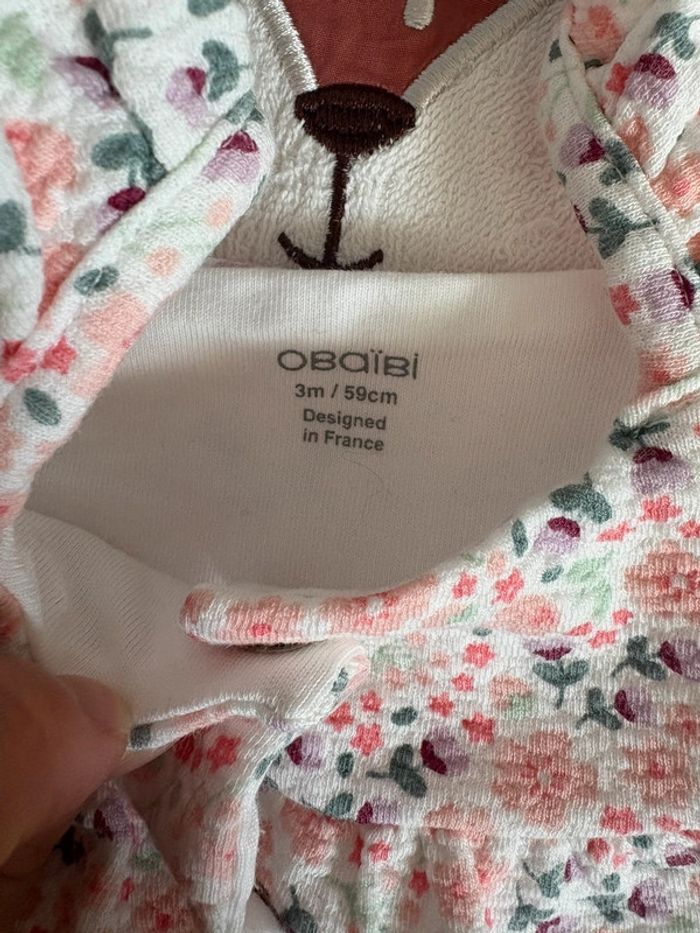 obaïbi
3m / 59cm
Designed
in France